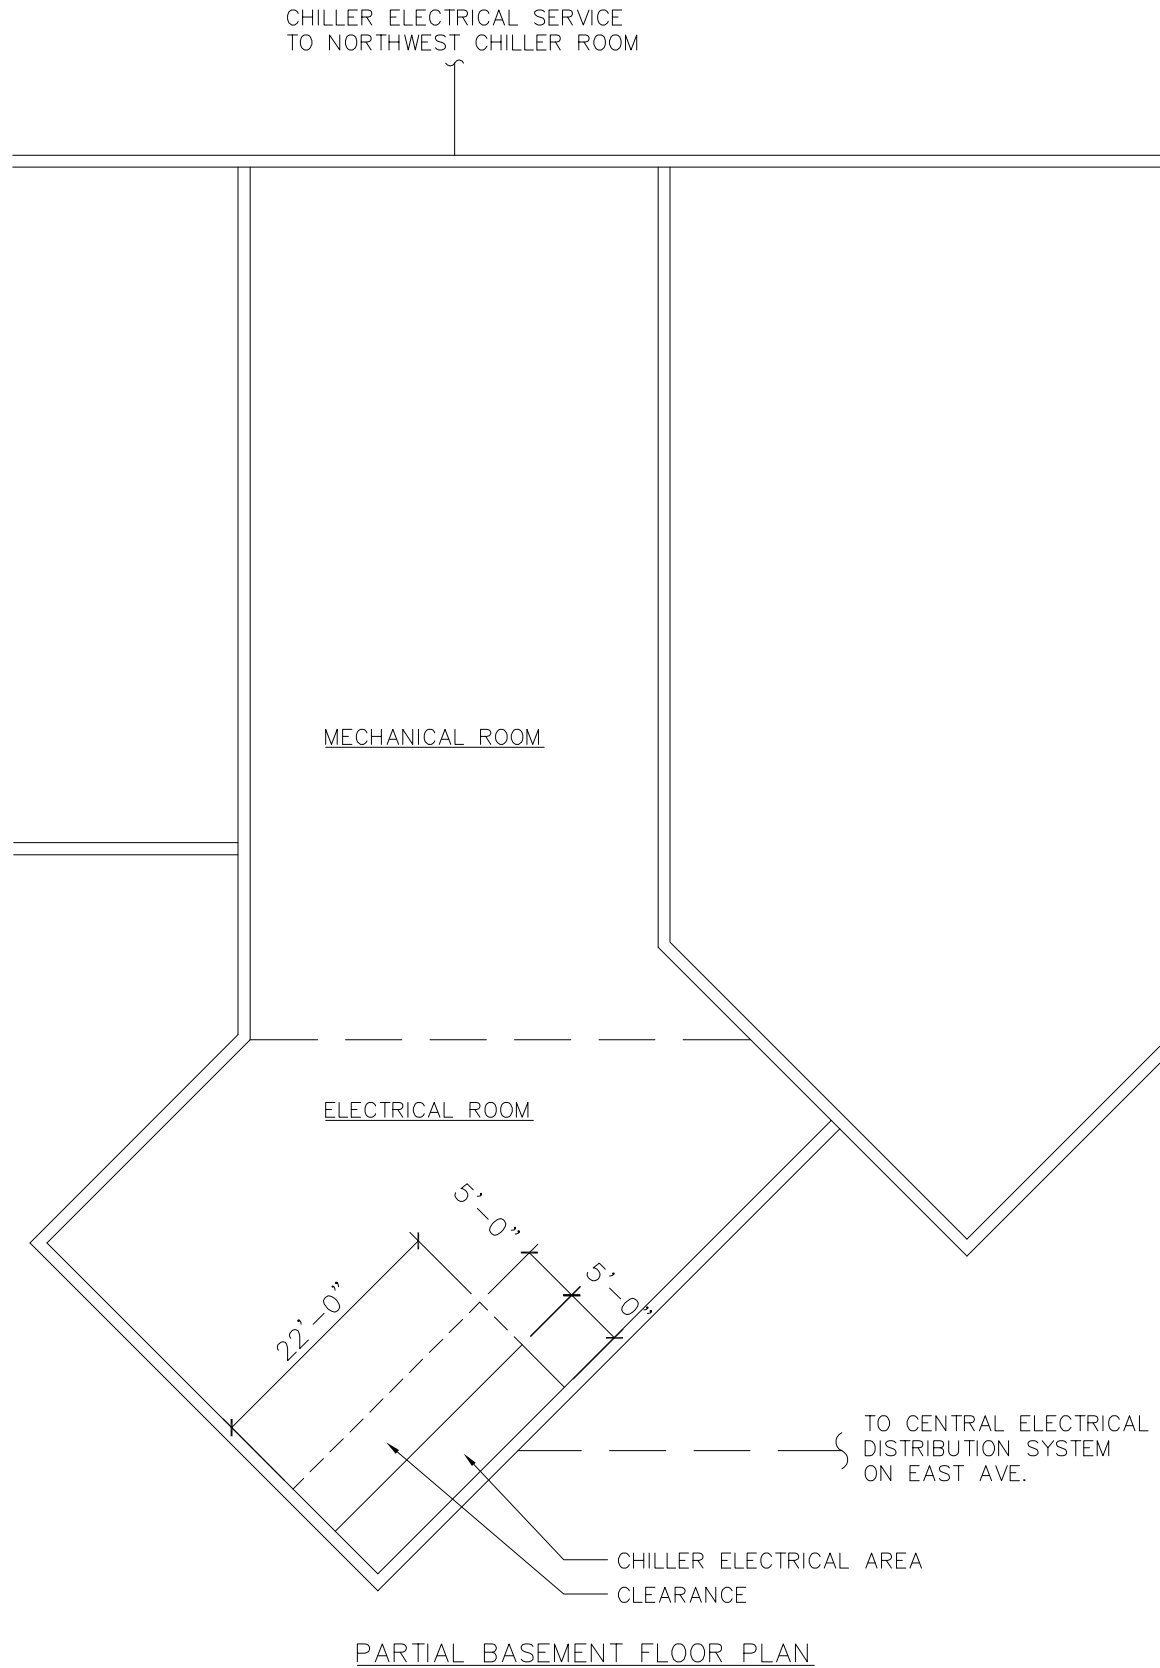 CHILLER ELECTRICAL SERVICE
TO NORTHWEST CHILLER ROOM
MECHANICAL ROOM
ELECTRICAL ROOM
5'-0"
5'-0"
22'-0"
TO CENTRAL ELECTRICAL
DISTRIBUTION SYSTEM
ON EAST AVE.
CHILLER ELECTRICAL AREA
CLEARANCE
PARTIAL BASEMENT FLOOR PLAN